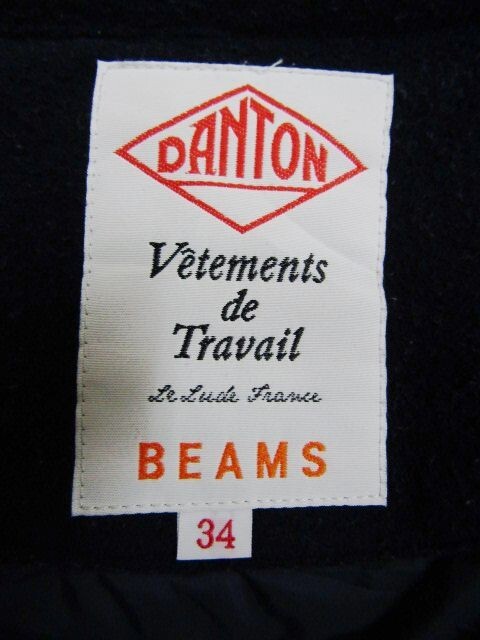 DANTON
Vêtements
de
Travail
Le Lude France
BEAMS
34